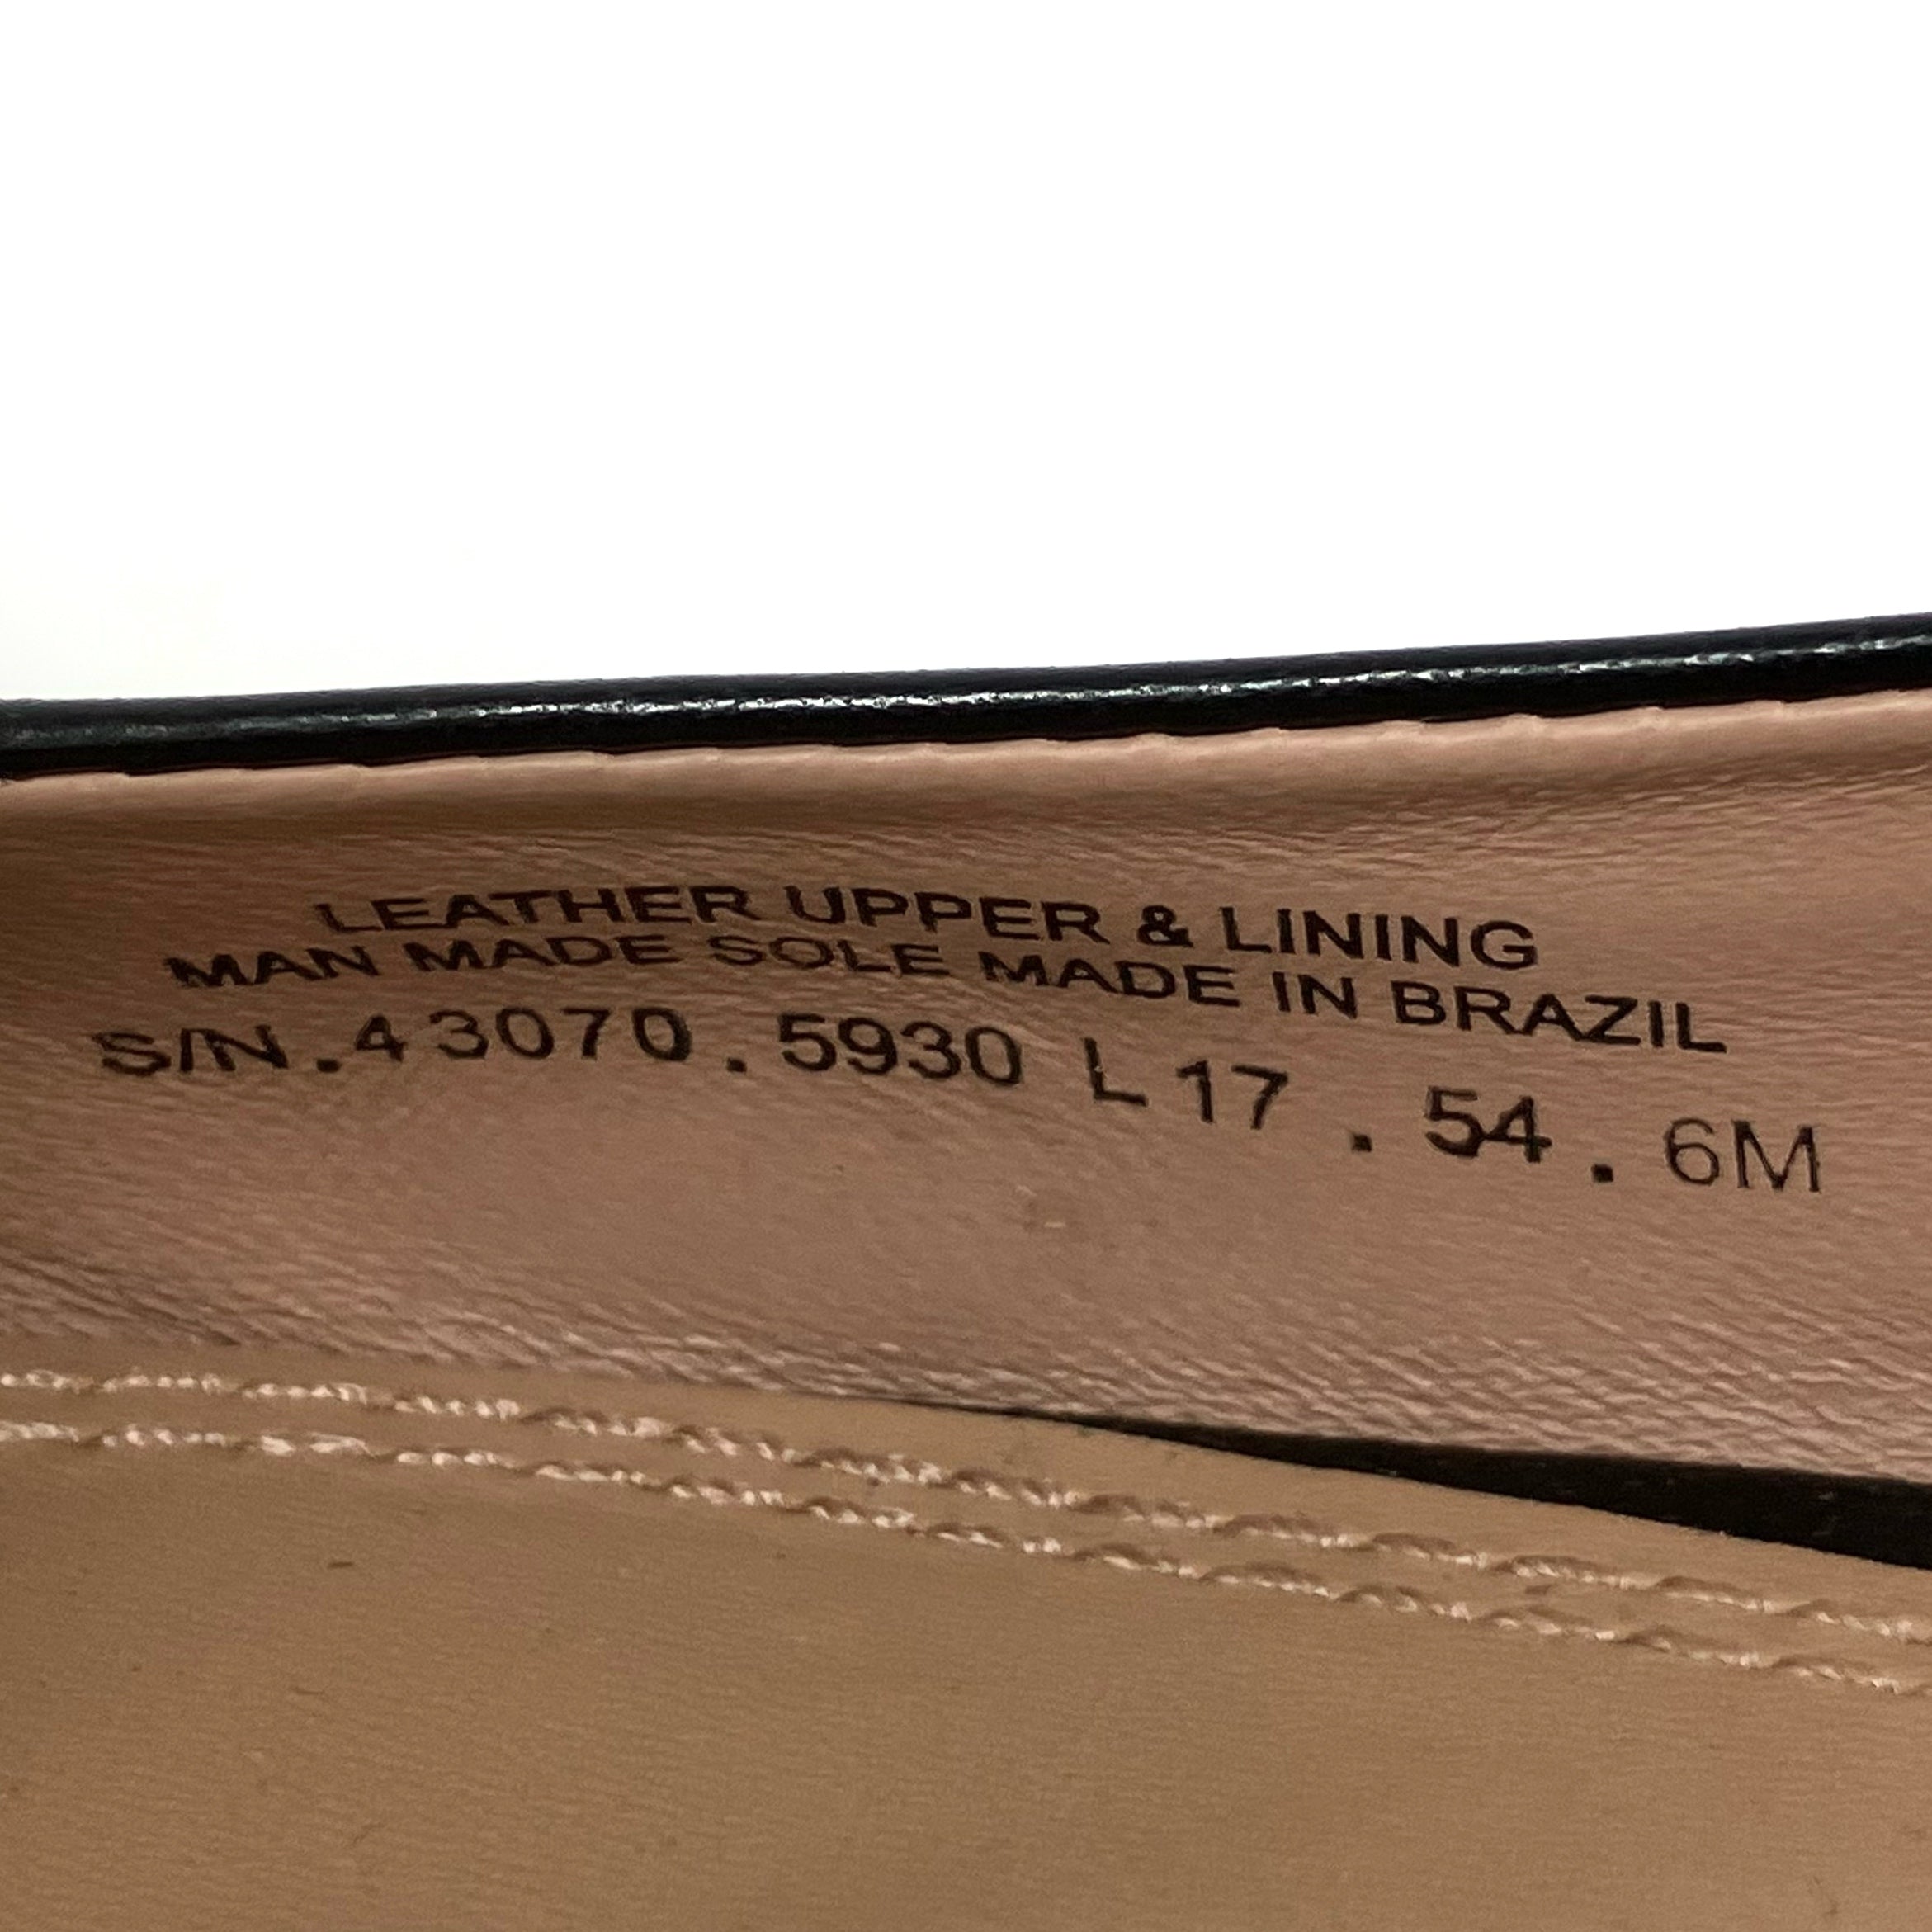 LEATHER UPPER & LINING
MAN MADE SOLE MADE IN BRAZIL
S/N.43070.5930 L17.54.6M